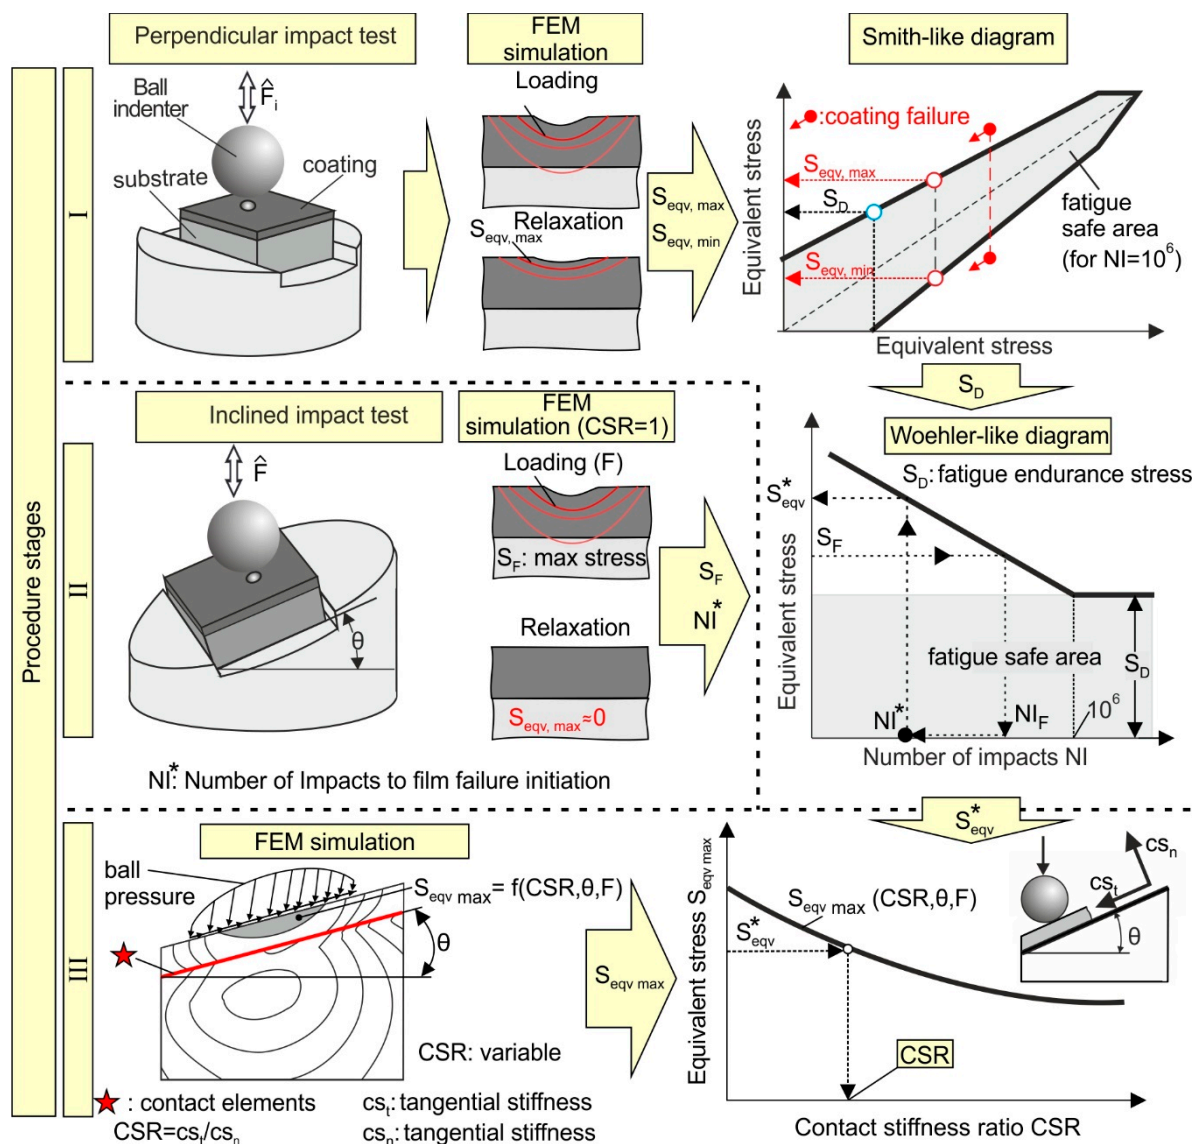 Procedure stages
I
Perpendicular impact test
Ball
indenter
F̂i
substrate
coating
FEM
simulation
Loading
Relaxation
Seqv,max
Seqv, max
Seqv, min
Smith-like diagram
:coating failure
Seqv, max
SD
Seqv, min
fatigue
safe area
(for NI=10⁶)
Equivalent stress
Equivalent stress
SD
II
Inclined impact test
F̂
θ
FEM
simulation (CSR=1)
Loading (F)
SF: max stress
Relaxation
Seqv, max≈0
SF
NI*
NI*: Number of Impacts to film failure initiation
Woehler-like diagram
SD: fatigue endurance stress
S*eqv
SF
Equivalent stress
fatigue safe area
SD
NI*
NIF
10⁶
Number of impacts NI
S*eqv
III
FEM simulation
ball
pressure
Seqv max= f(CSR,θ,F)
θ
CSR: variable
: contact elements
CSR=cst/csn
cst: tangential stiffness
csn: tangential stiffness
Seqv max
Equivalent stress Seqv max
Seqv max (CSR,θ,F)
S*eqv
csn
cst
θ
CSR
Contact stiffness ratio CSR